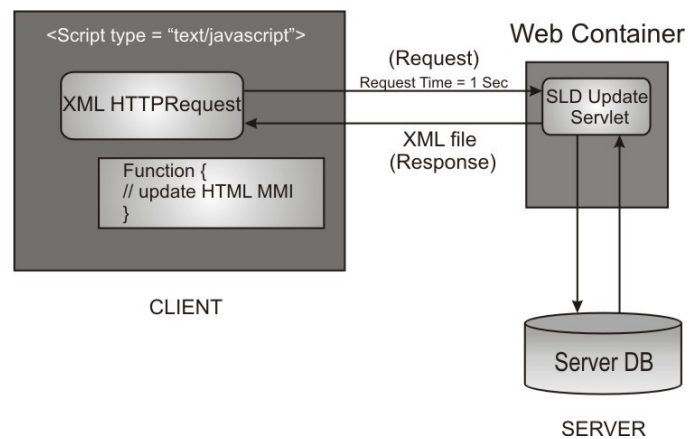 <Script type = “text/javascript”>
XML HTTPRequest
Function {
// update HTML MMI
}
CLIENT
(Request)
Request Time = 1 Sec
XML file
(Response)
Web Container
SLD Update
Servlet
Server DB
SERVER